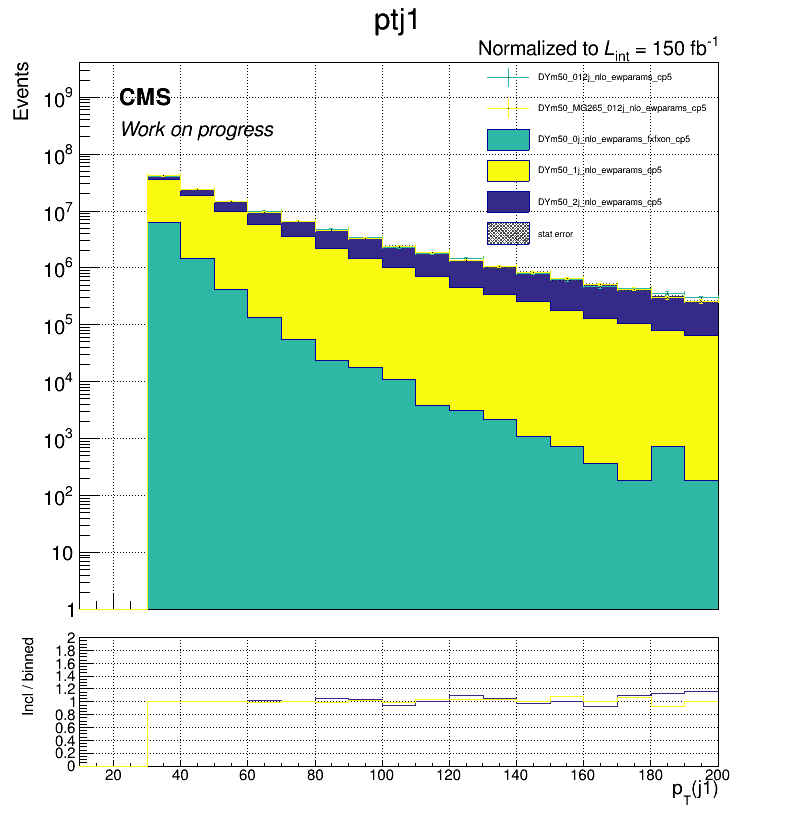 ptj1
Normalized to L_int = 150 fb^-1
Events
CMS
Work on progress
DYm50_012j_nlo_ewparams_cp5
DYm50_MG265_012j_nlo_ewparams_cp5
DYm50_0j_nlo_ewparams_fxfxon_cp5
DYm50_1j_nlo_ewparams_cp5
DYm50_2j_nlo_ewparams_cp5
stat error
10^9
10^8
10^7
10^6
10^5
10^4
10^3
10^2
10
1
Incl / binned
2
1.8
1.6
1.4
1.2
1
0.8
0.6
0.4
0.2
0
20 40 60 80 100 120 140 160 180 200
p_T(j1)